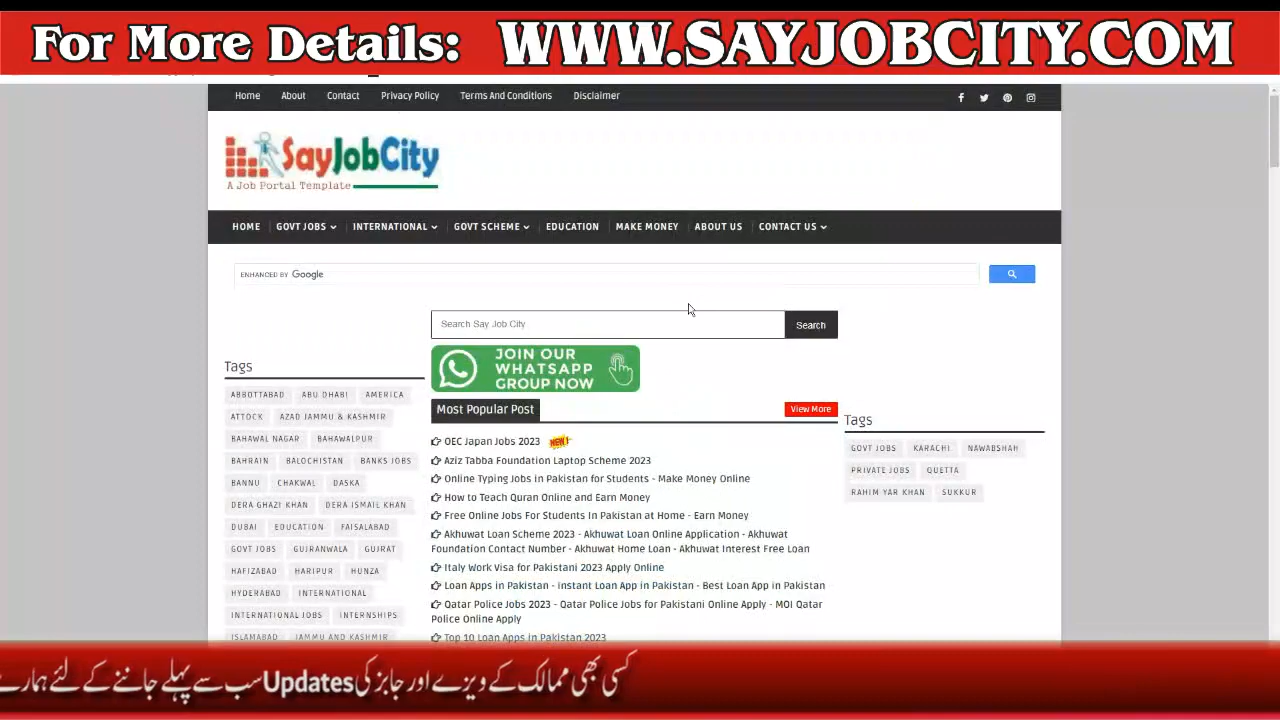 For More Details: WWW.SAYJOBCITY.COM
Home About Contact Privacy Policy Terms And Conditions Disclaimer
SayJobCity
A Job Portal Template
HOME GOVT JOBS INTERNATIONAL GOVT SCHEME EDUCATION MAKE MONEY ABOUT US CONTACT US
ENHANCED BY Google
Search Say Job City Search
JOIN OUR
WHATSAPP
GROUP NOW
Tags
ABBOTTABAD ABU DHABI AMERICA
ATTOCK AZAD JAMMU & KASHMIR
BAHAWAL NAGAR BAHAWALPUR
BAHRAIN BALOCHISTAN BANKS JOBS
BANNU CHAKWAL DASKA
DERA GHAZI KHAN DERA ISMAIL KHAN
DUBAI EDUCATION FAISALABAD
GOVT JOBS GUJRANWALA GUJRAT
HAFIZABAD HARIPUR HUNZA
HYDERABAD INTERNATIONAL
INTERNATIONAL JOBS INTERNSHIPS
ISLAMABAD JAMMU AND KASHMIR
Most Popular Post View More
OEC Japan Jobs 2023 NEW!
Aziz Tabba Foundation Laptop Scheme 2023
Online Typing Jobs in Pakistan for Students - Make Money Online
How to Teach Quran Online and Earn Money
Free Online Jobs For Students In Pakistan at Home - Earn Money
Akhuwat Loan Scheme 2023 - Akhuwat Loan Online Application - Akhuwat
Foundation Contact Number - Akhuwat Home Loan - Akhuwat Interest Free Loan
Italy Work Visa for Pakistani 2023 Apply Online
Loan Apps in Pakistan - instant Loan App in Pakistan - Best Loan App in Pakistan
Qatar Police Jobs 2023 - Qatar Police Jobs for Pakistani Online Apply - MOI Qatar
Police Online Apply
Top 10 Loan Apps in Pakistan 2023
Tags
GOVT JOBS KARACHI NAWABSHAH
PRIVATE JOBS QUETTA
RAHIM YAR KHAN SUKKUR
کسی بھی ممالک کے ویزے اور جابز کی Updates سب سے پہلے جاننے کے لئے ہمارے